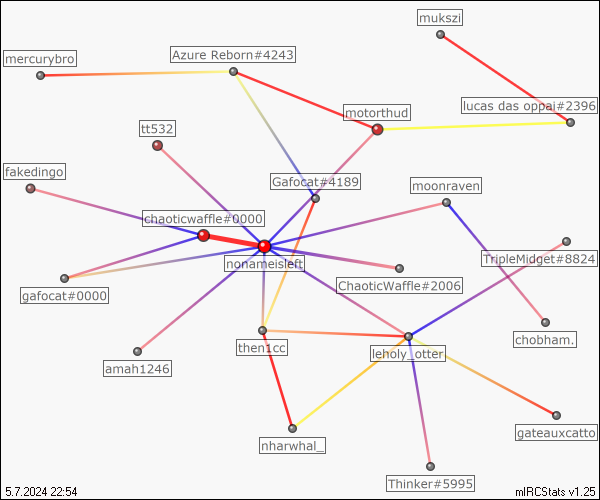 mukszi
mercurybro
Azure Reborn#4243
lucas das oppai#2396
motorthud
tt532
fakedingo
Gafocat#4189
moonraven
chaoticwaffle#0000
nonameisleft
TripleMidget#8824
gafocat#0000
ChaoticWaffle#2006
chobham.
then1cc
leholy_otter
amah1246
gateauxcatto
nharwhal_
Thinker#5995
5.7.2024 22:54
mIRCStats v1.25